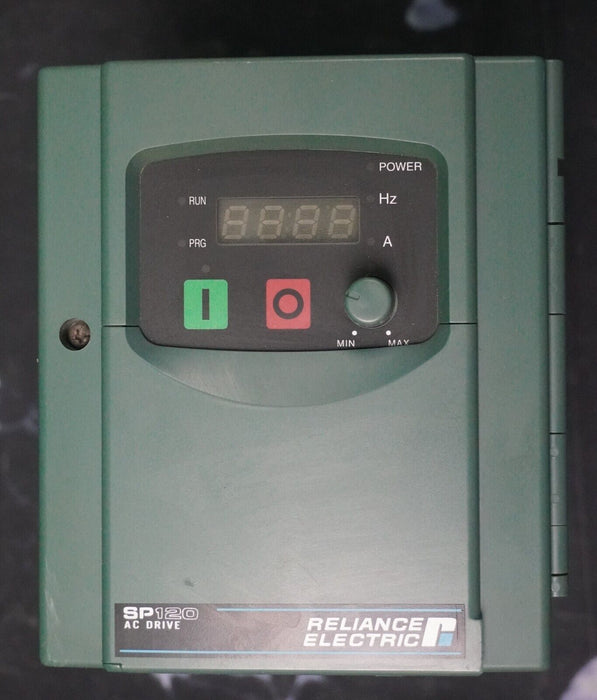 POWER
RUN
Hz
PRG
A
MIN
MAX
SP120
AC DRIVE
RELIANCE
ELECTRIC